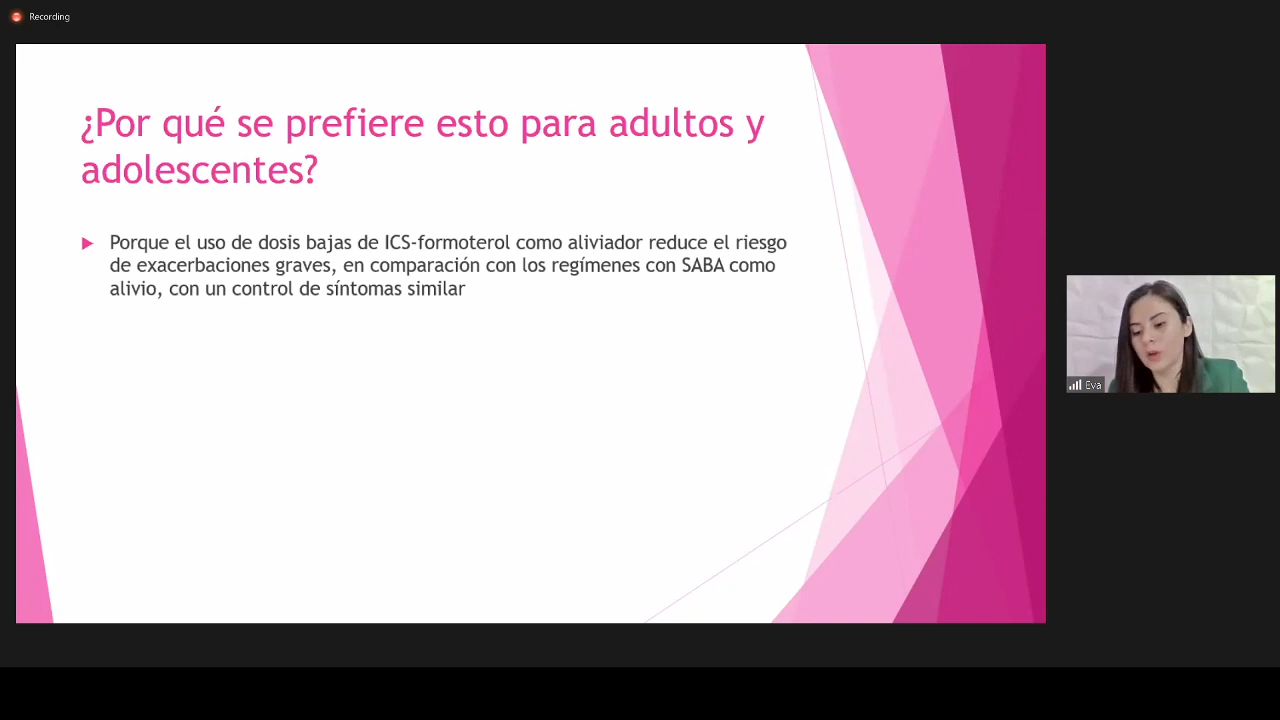 Recording
¿Por qué se prefiere esto para adultos y
adolescentes?
Porque el uso de dosis bajas de ICS-formoterol como aliviador reduce el riesgo
de exacerbaciones graves, en comparación con los regímenes con SABA como
alivio, con un control de síntomas similar
Eva